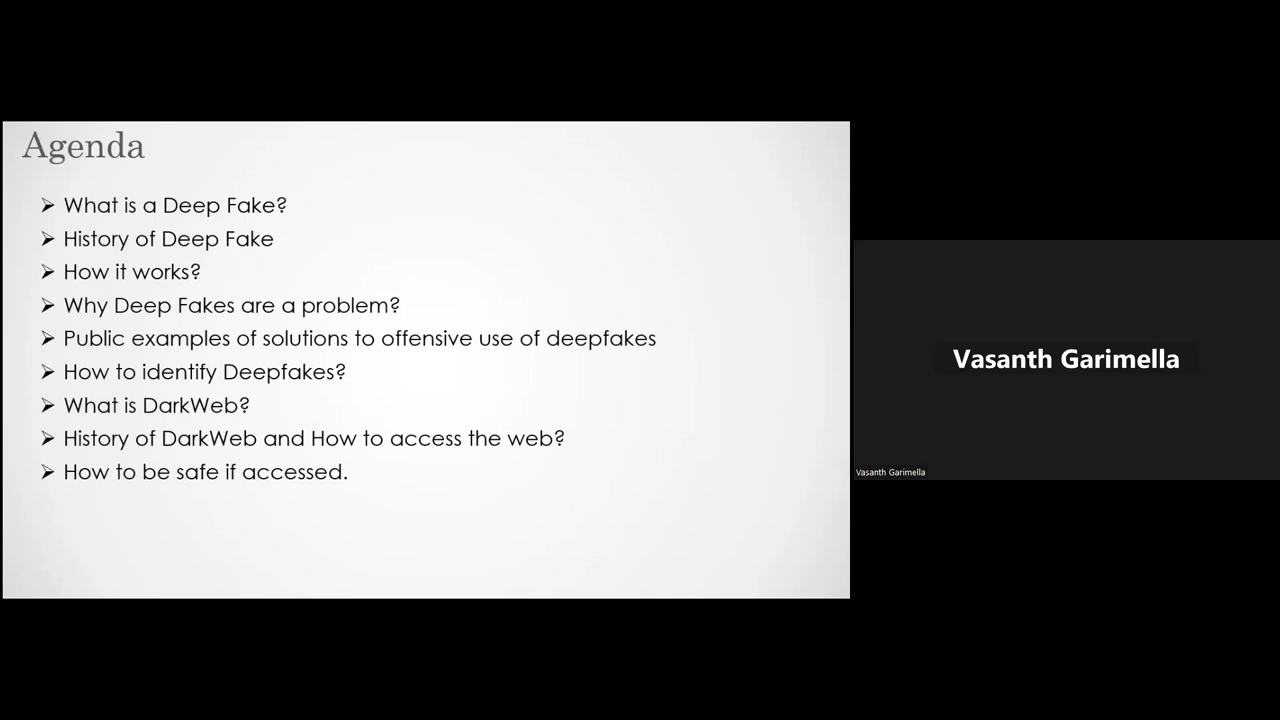 Agenda
➢ What is a Deep Fake?
➢ History of Deep Fake
➢ How it works?
➢ Why Deep Fakes are a problem?
➢ Public examples of solutions to offensive use of deepfakes
➢ How to identify Deepfakes?
➢ What is DarkWeb?
➢ History of DarkWeb and How to access the web?
➢ How to be safe if accessed.
Vasanth Garimella
Vasanth Garimella